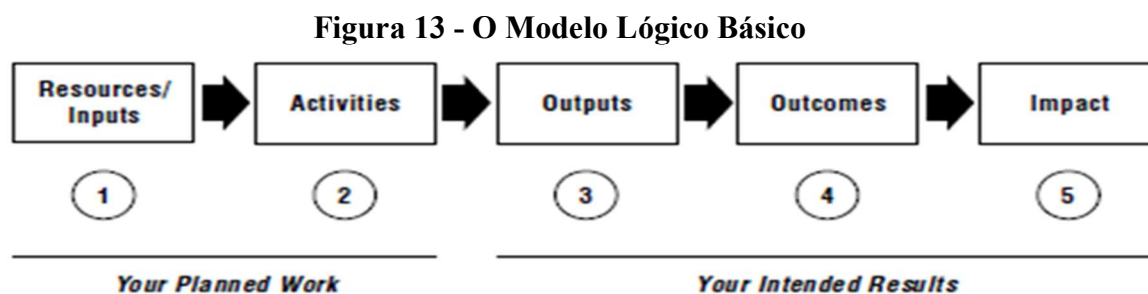 Figura 13 - O Modelo Lógico Básico
Resources/
Inputs
Activities
Outputs
Outcomes
Impact
1
2
3
4
5
Your Planned Work
Your Intended Results